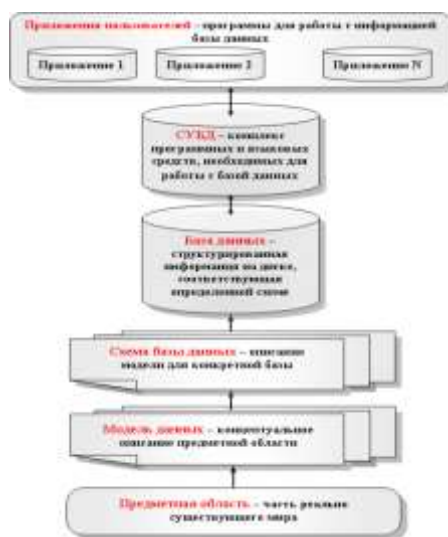 Приложения пользователей – программы для работы с информацией
базы данных
Приложение 1 Приложение 2 Приложение N
СУБД – комплекс
программных и языковых
средств, необходимых для
работы с базой данных
База данных –
структурированная
информация на диске,
соответствующая
определенной схеме
Схема базы данных – описание
модели для конкретной базы
Модель данных – концептуальное
описание предметной области
Предметная область – часть реально
существующего мира